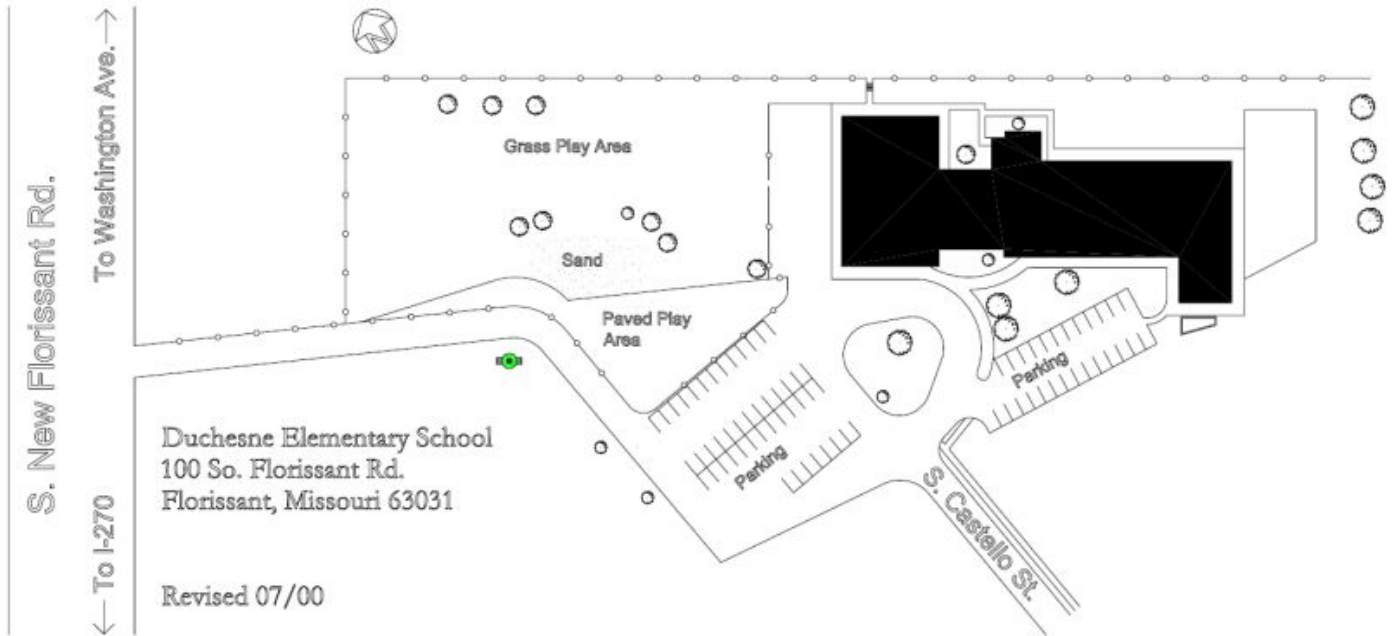 S. New Florissant Rd.
To Washington Ave.
To I-270
N
Grass Play Area
Sand
Paved Play
Area
Parking
Parking
S. Castello St.
Duchesne Elementary School
100 So. Florissant Rd.
Florissant, Missouri 63031
Revised 07/00